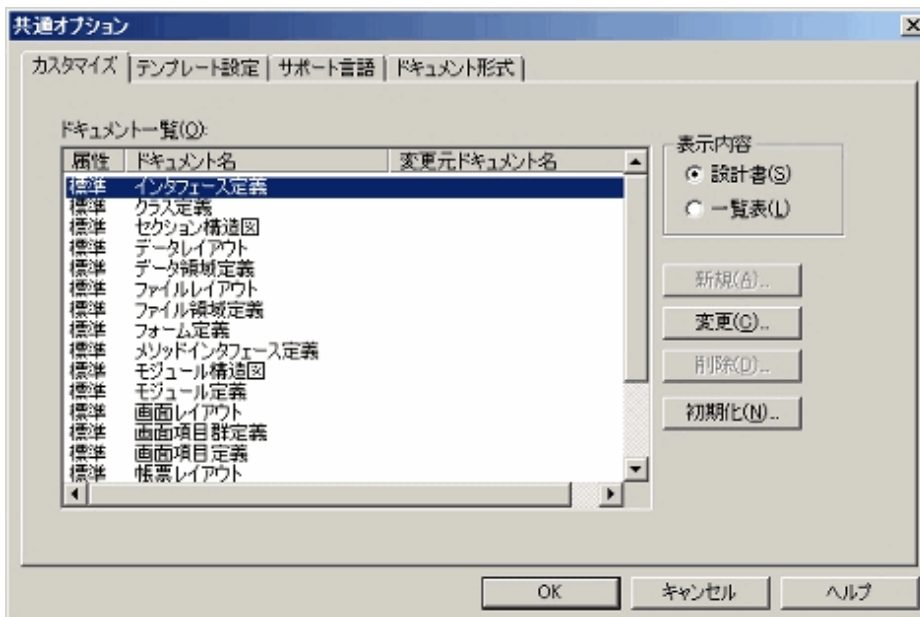 共通オプション
カスタマイズ テンプレート設定 サポート言語 ドキュメント形式
ドキュメント一覧(O):
属性 ドキュメント名 変更元ドキュメント名
標準 インタフェース定義
標準 クラス定義
標準 セクション構造図
標準 データレイアウト
標準 データ領域定義
標準 ファイルレイアウト
標準 ファイル領域定義
標準 フォーム定義
標準 メソッドインタフェース定義
標準 モジュール構造図
標準 モジュール定義
標準 画面レイアウト
標準 画面項目群定義
標準 画面項目定義
標準 帳票レイアウト
表示内容
設計書(S)
一覧表(L)
新規(A)...
変更(C)...
削除(D)...
初期化(N)...
OK キャンセル ヘルプ